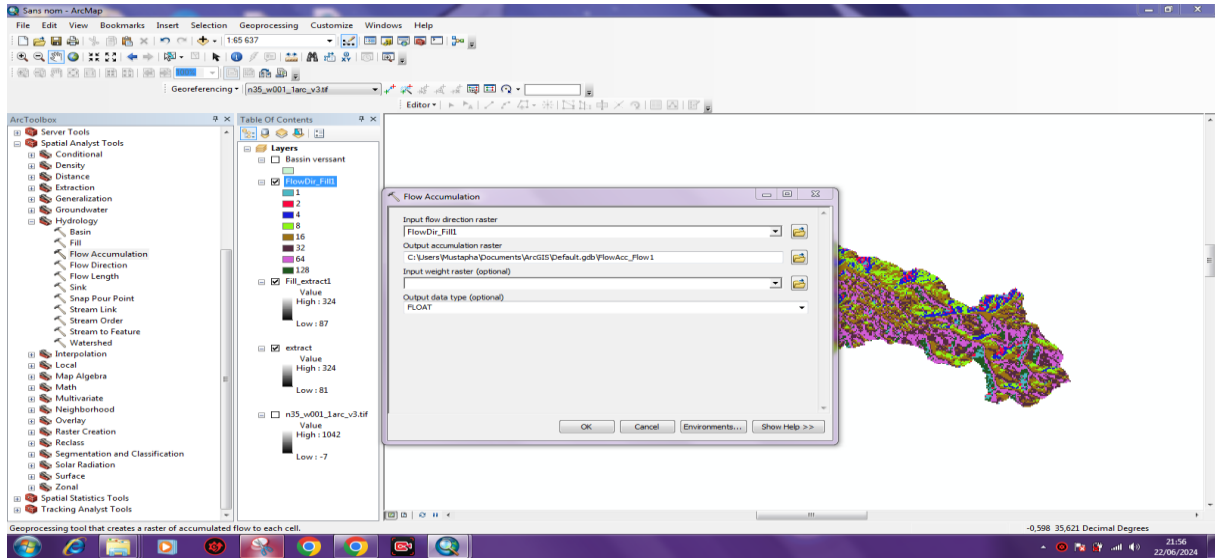 Sans nom - ArcMap
File Edit View Bookmarks Insert Selection Geoprocessing Customize Windows Help
1:65 637
Georeferencing n35_w001_1arc_v3.tif
Editor
ArcToolbox
Server Tools
Spatial Analyst Tools
Conditional
Density
Distance
Extraction
Generalization
Groundwater
Hydrology
Basin
Fill
Flow Accumulation
Flow Direction
Flow Length
Sink
Snap Pour Point
Stream Link
Stream Order
Stream to Feature
Watershed
Interpolation
Local
Map Algebra
Math
Multivariate
Neighborhood
Overlay
Raster Creation
Reclass
Segmentation and Classification
Solar Radiation
Surface
Zonal
Spatial Statistics Tools
Tracking Analyst Tools
Table Of Contents
Layers
Bassin verssant
FlowDir_Fill1
1
2
4
8
16
32
64
128
Fill_extract1
Value
High : 324
Low : 87
extract
Value
High : 324
Low : 81
n35_w001_1arc_v3.tif
Value
High : 1042
Low : -7
Flow Accumulation
Input flow direction raster
FlowDir_Fill1
Output accumulation raster
C:\Users\Mustapha\Documents\ArcGIS\Default.gdb\FlowAcc_Flow1
Input weight raster (optional)
Output data type (optional)
FLOAT
OK Cancel Environments... Show Help >>
Geoprocessing tool that creates a raster of accumulated flow to each cell.
-0,598 35,621 Decimal Degrees
21:56
22/06/2024